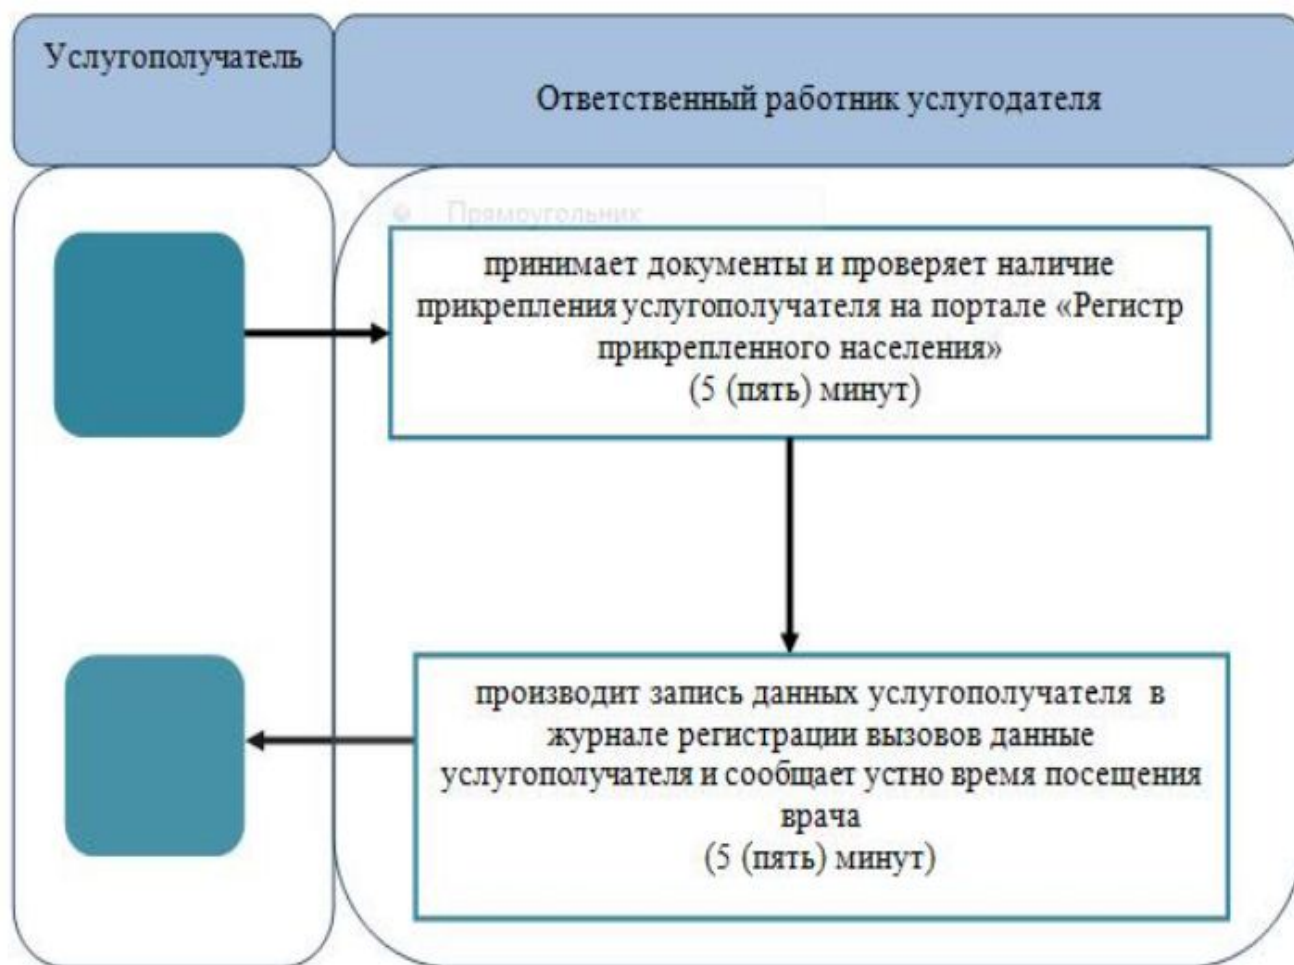 Услугополучатель
Ответственный работник услугодателя
Прямоугольник
принимает документы и проверяет наличие
прикрепления услугополучателя на портале «Регистр
прикрепленного населения»
(5 (пять) минут)
производит запись данных услугополучателя в
журнале регистрации вызовов данные
услугополучателя и сообщает устно время посещения
врача
(5 (пять) минут)